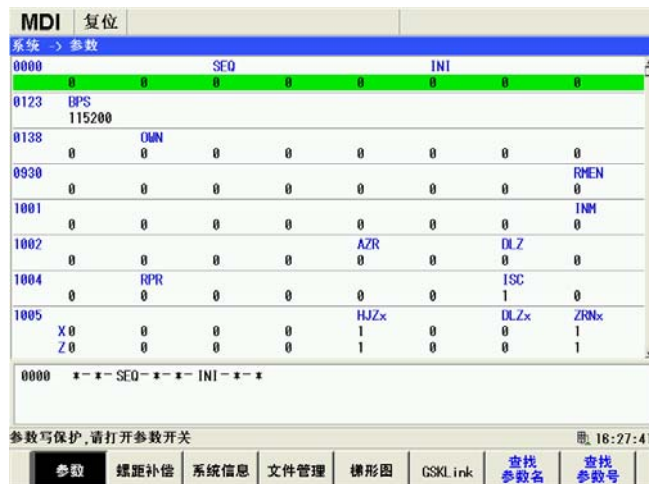 MDI 复位
系统 -> 参数
0000 SEQ INI
0 0 0 0 0 0 0 0
0123 BPS
115200
0138 OWN
0 0 0 0 0 0 0 0
0930 RMEN
0 0 0 0 0 0 0 0
1001 INM
0 0 0 0 0 0 0 0
1002 AZR DLZ
0 0 0 0 0 0 0 0
1004 RPR ISC
0 0 0 0 0 0 1 0
1005 HJZx DLZx ZRNx
X 0 0 0 0 1 0 0 1
Z 0 0 0 0 1 0 0 1
0000 *-*-SEQ-*-*-INI-*-*
参数写保护,请打开参数开关 16:27:41
参数 螺距补偿 系统信息 文件管理 梯形图 GSKLink 查找参数名 查找参数号